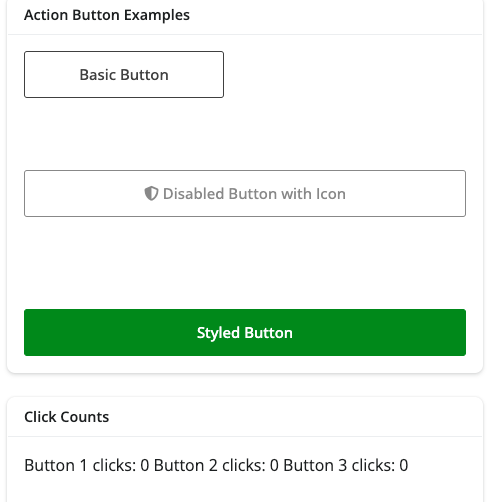 Action Button Examples
Basic Button
Disabled Button with Icon
Styled Button
Click Counts
Button 1 clicks: 0 Button 2 clicks: 0 Button 3 clicks: 0